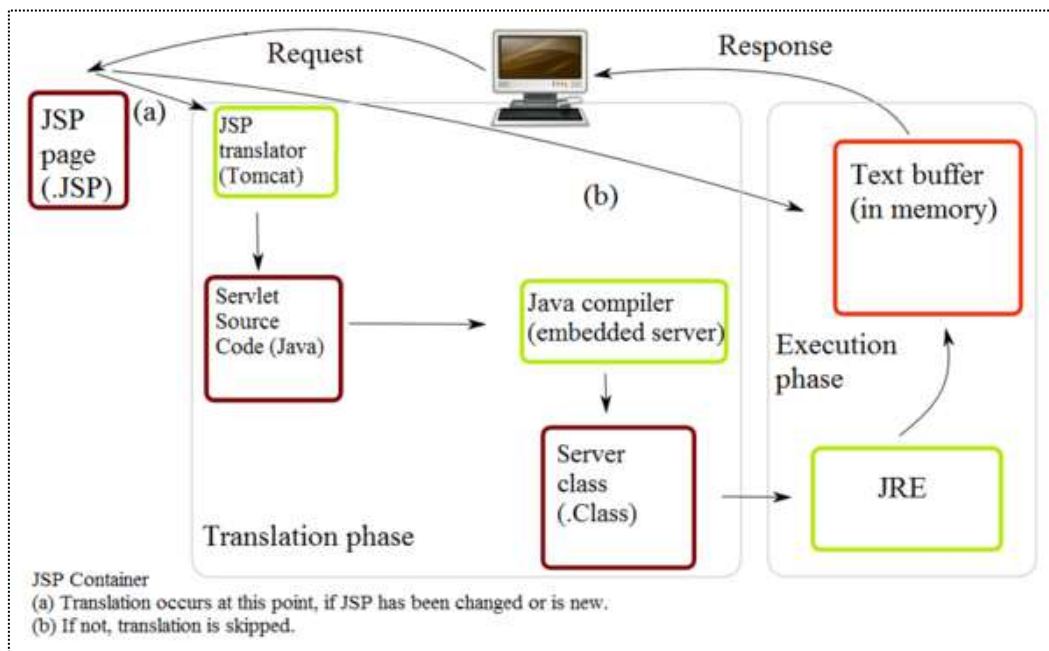 Request
Response
JSP
page
(.JSP)
(a)
JSP
translator
(Tomcat)
(b)
Text buffer
(in memory)
Servlet
Source
Code (Java)
Java compiler
(embedded server)
Execution
phase
Server
class
(.Class)
JRE
Translation phase
JSP Container
(a) Translation occurs at this point, if JSP has been changed or is new.
(b) If not, translation is skipped.